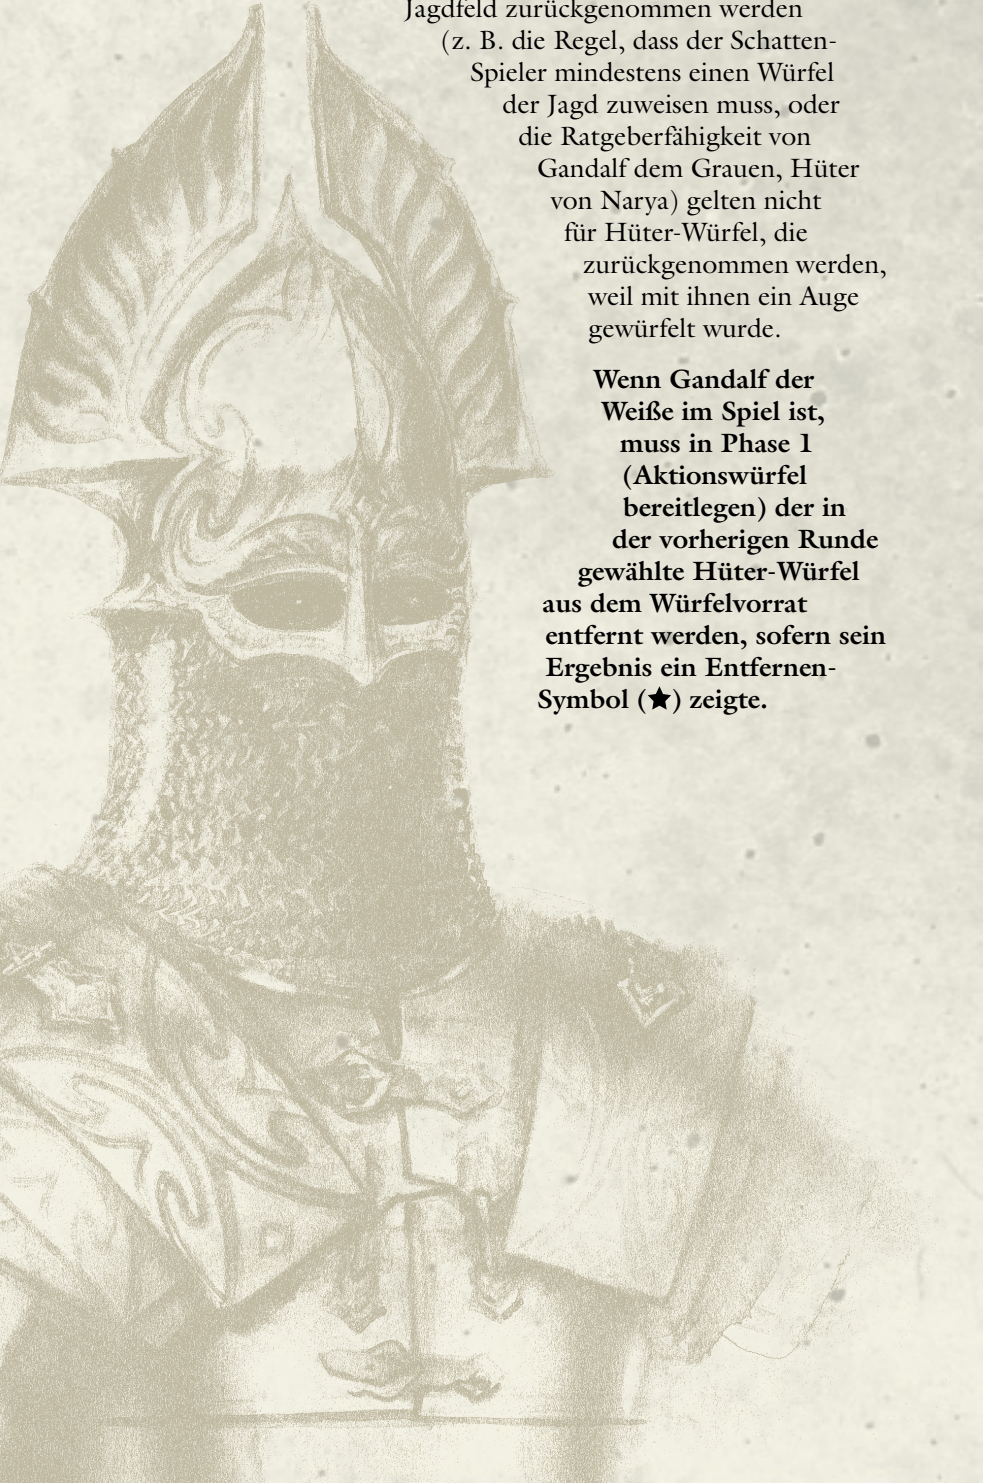 Jagdfeld zurückgenommen werden
(z. B. die Regel, dass der Schatten-
Spieler mindestens einen Würfel
der Jagd zuweisen muss, oder
die Ratgeberfähigkeit von
Gandalf dem Grauen, Hüter
von Narya) gelten nicht
für Hüter-Würfel, die
zurückgenommen werden,
weil mit ihnen ein Auge
gewürfelt wurde.
Wenn Gandalf der
Weiße im Spiel ist,
muss in Phase 1
(Aktionswürfel
bereitlegen) der in
der vorherigen Runde
gewählte Hüter-Würfel
aus dem Würfelvorrat
entfernt werden, sofern sein
Ergebnis ein Entfernen-
Symbol (★) zeigte.